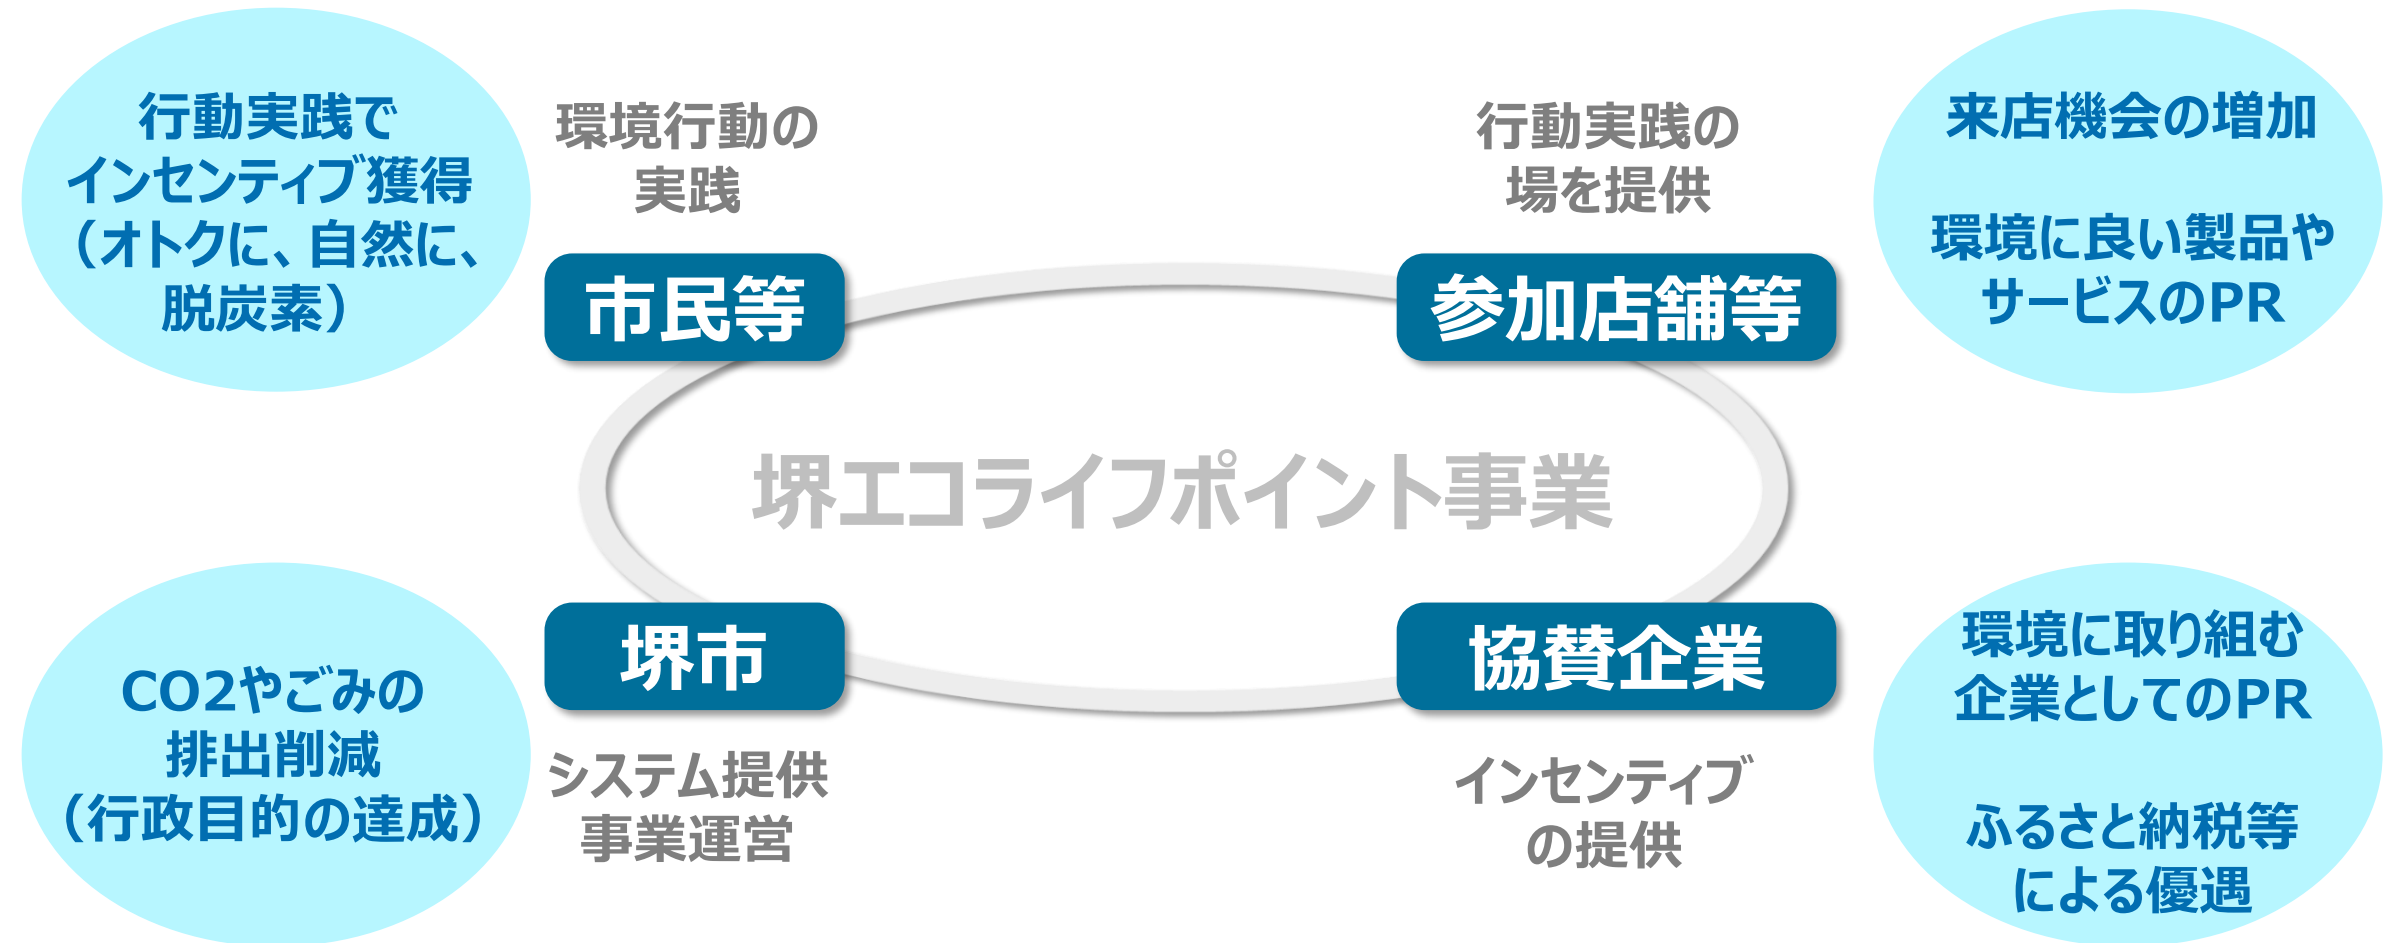 行動実践で
インセンティブ獲得
（オトクに、自然に、
脱炭素）
環境行動の
実践
市民等
行動実践の
場を提供
参加店舗等
来店機会の増加
環境に良い製品や
サービスのPR
堺エコライフポイント事業
CO2やごみの
排出削減
（行政目的の達成）
堺市
システム提供
事業運営
協賛企業
インセンティブ
の提供
環境に取り組む
企業としてのPR
ふるさと納税等
による優遇